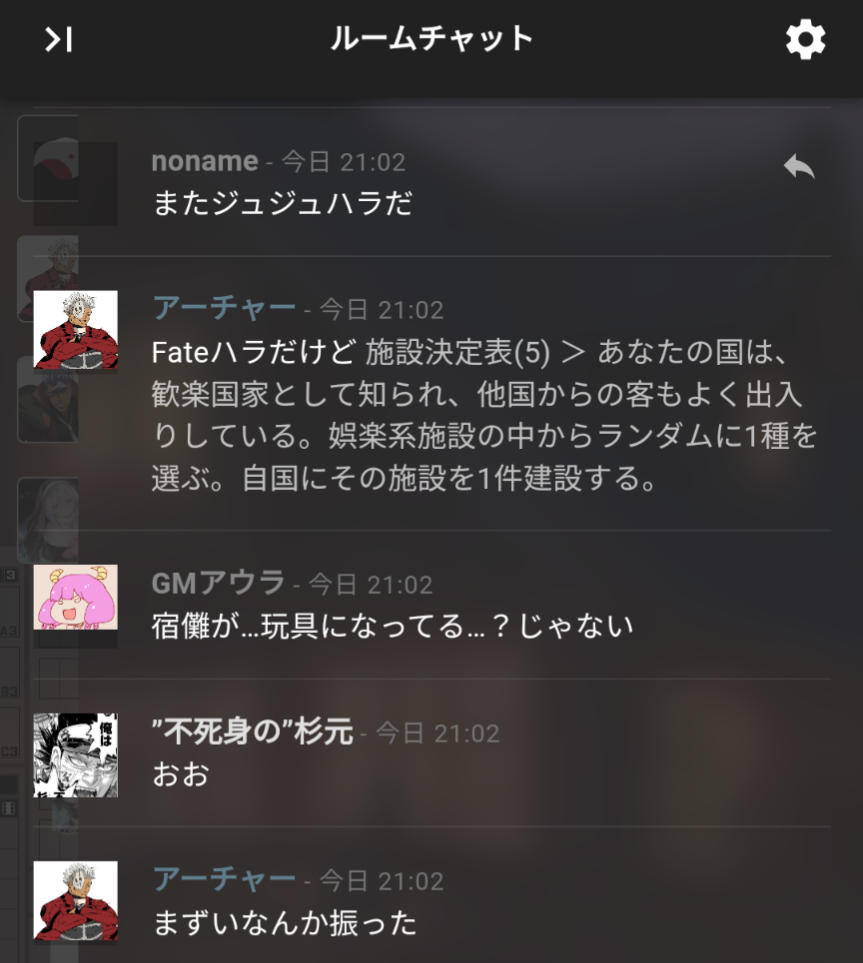 ルームチャット
noname - 今日 21:02
またジュジュハラだ
アーチャー - 今日 21:02
Fateハラだけど 施設決定表(5) ＞ あなたの国は、
歓楽国家として知られ、他国からの客もよく出入
りしている。娯楽系施設の中からランダムに1種を
選ぶ。自国にその施設を1件建設する。
GMアウラ - 今日 21:02
宿儺が…玩具になってる…？じゃない
”不死身の”杉元 - 今日 21:02
俺は
おお
アーチャー - 今日 21:02
まずいなんか振った
A3
B3
C3